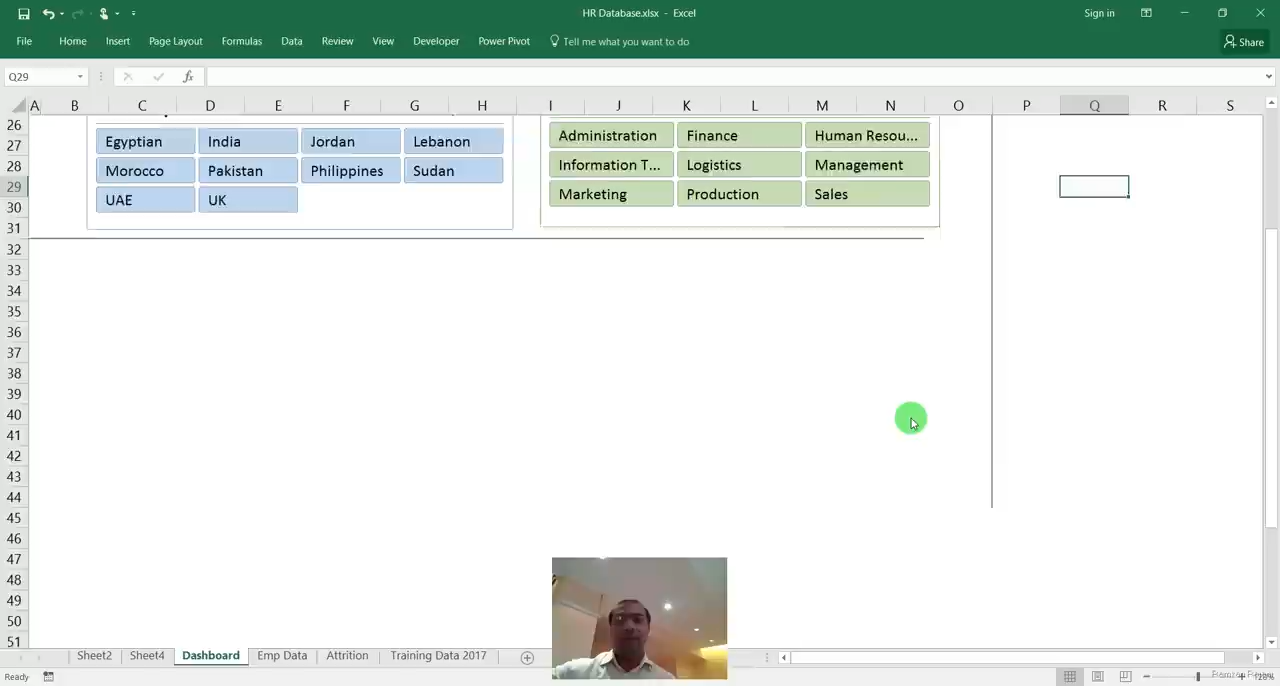 HR Database.xlsx - Excel
Sign in
File Home Insert Page Layout Formulas Data Review View Developer Power Pivot Tell me what you want to do Share
Q29 fx
A B C D E F G H I J K L M N O P Q R S
26
27
28
29
30
31
32
33
34
35
36
37
38
39
40
41
42
43
44
45
46
47
48
49
50
51
Egyptian India Jordan Lebanon
Morocco Pakistan Philippines Sudan
UAE UK
Administration Finance Human Resou...
Information T... Logistics Management
Marketing Production Sales
Sheet2 Sheet4 Dashboard Emp Data Attrition Training Data 2017
Ready